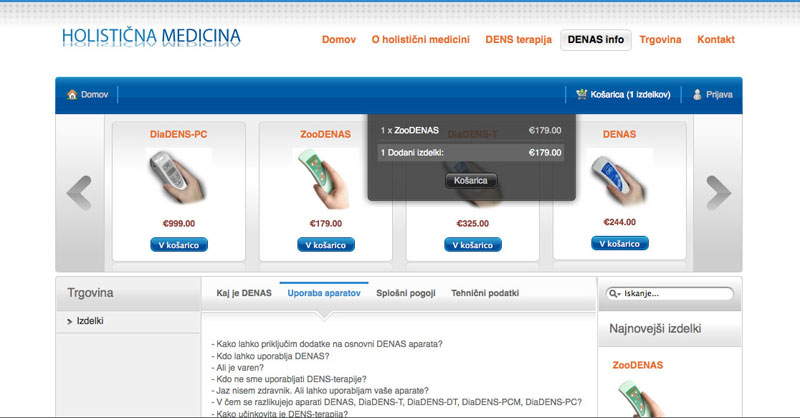 HOLISTIČNA MEDICINA
Domov O holistični medicini DENS terapija DENAS info Trgovina Kontakt
Domov Košarica (1 izdelkov) Prijava
1 x ZooDENAS €179.00
1 Dodani izdelki: €179.00
Košarica
DiaDENS-PC ZooDENAS DiaDENS-T DENAS
€999.00 €179.00 €325.00 €244.00
V košarico V košarico V košarico V košarico
Trgovina
Izdelki
Kaj je DENAS Uporaba aparatov Splošni pogoji Tehnični podatki
- Kako lahko priključim dodatke na osnovni DENAS aparata?
- Kdo lahko uporablja DENAS?
- Ali je varen?
- Kdo ne sme uporabljati DENS-terapije?
- Jaz nisem zdravnik. Ali lahko uporabljam vaše aparate?
- V čem se razlikujejo aparati DENAS, DiaDENS-T, DiaDENS-DT, DiaDENS-PCM, DiaDENS-PC?
- Kako učinkovita je DENS-terapija?
Iskanje...
Najnovejši izdelki
ZooDENAS